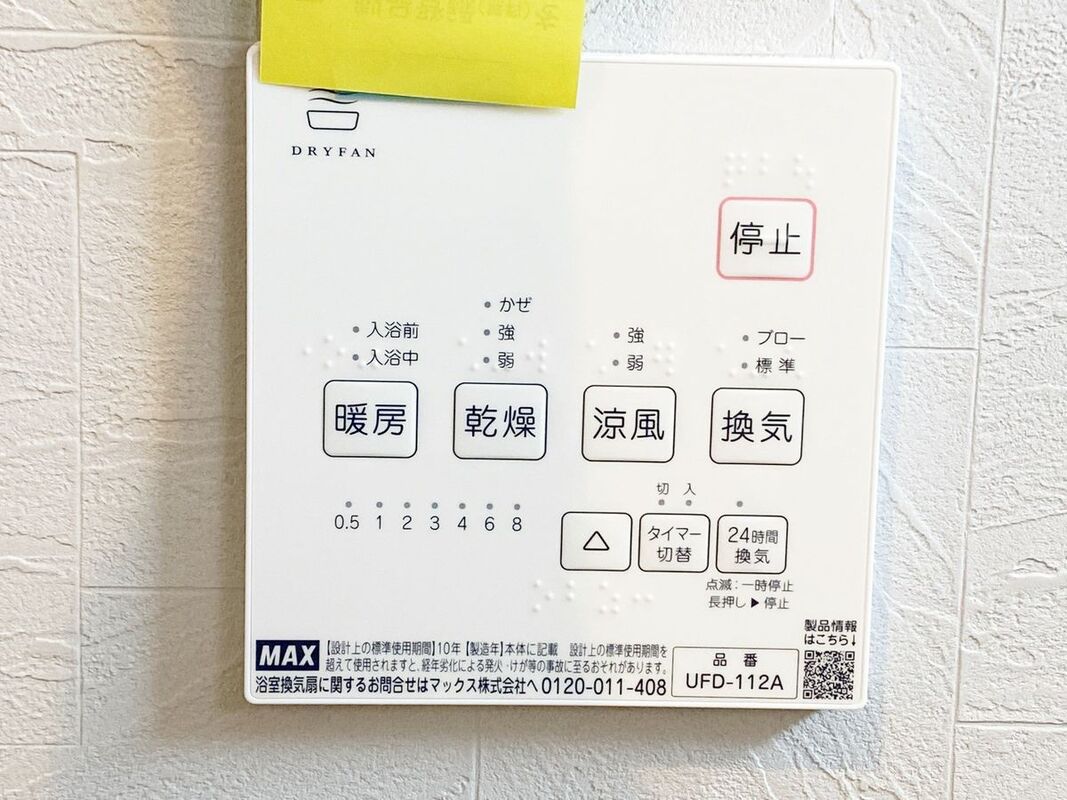 DRYFAN
停止
かぜ
入浴前
強
強
ブロー
入浴中
弱
弱
標準
暖房
乾燥
涼風
換気
切 入
0.5 1 2 3 4 6 8
△
タイマー
切替
24時間
換気
点滅：一時停止
長押し▶停止
製品情報
はこちら↓
MAX
【設計上の標準使用期間】10年【製造年】本体に記載 設計上の標準使用期間を
超えて使用されますと、経年劣化による発火・けが等の事故に至るおそれがあります。
浴室換気扇に関するお問合せはマックス株式会社へ 0120-011-408
品番
UFD-112A